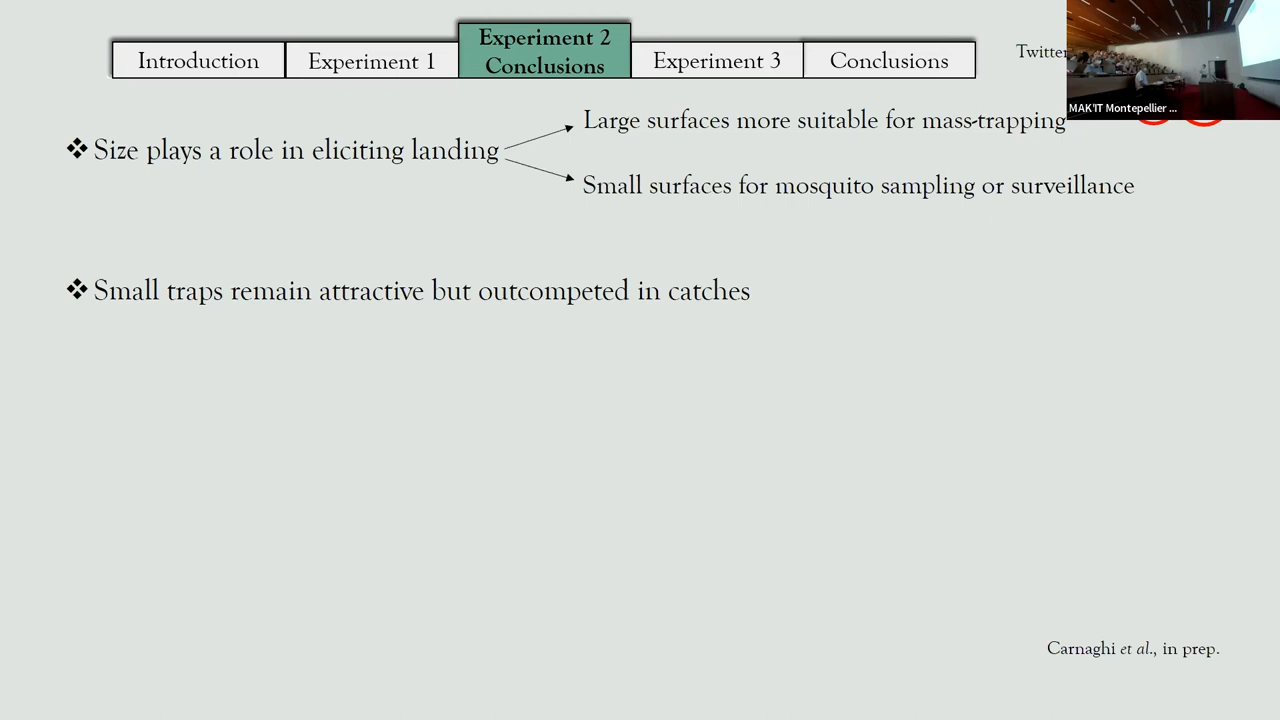 Introduction
Experiment 1
Experiment 2
Conclusions
Experiment 3
Conclusions
Twitter
MAK'IT Montepellier ...
❖ Size plays a role in eliciting landing
Large surfaces more suitable for mass-trapping
Small surfaces for mosquito sampling or surveillance
❖ Small traps remain attractive but outcompeted in catches
Carnaghi et al., in prep.